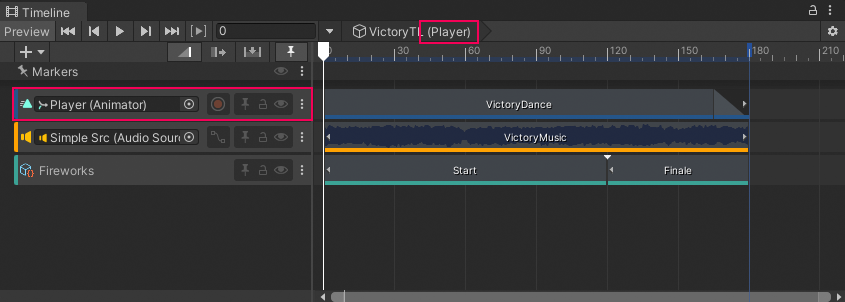 Timeline
Preview 0 VictoryTL (Player)
0 30 60 90 120 150 180 210
Markers
Player (Animator) VictoryDance
Simple Src (Audio Sour VictoryMusic
Fireworks Start Finale